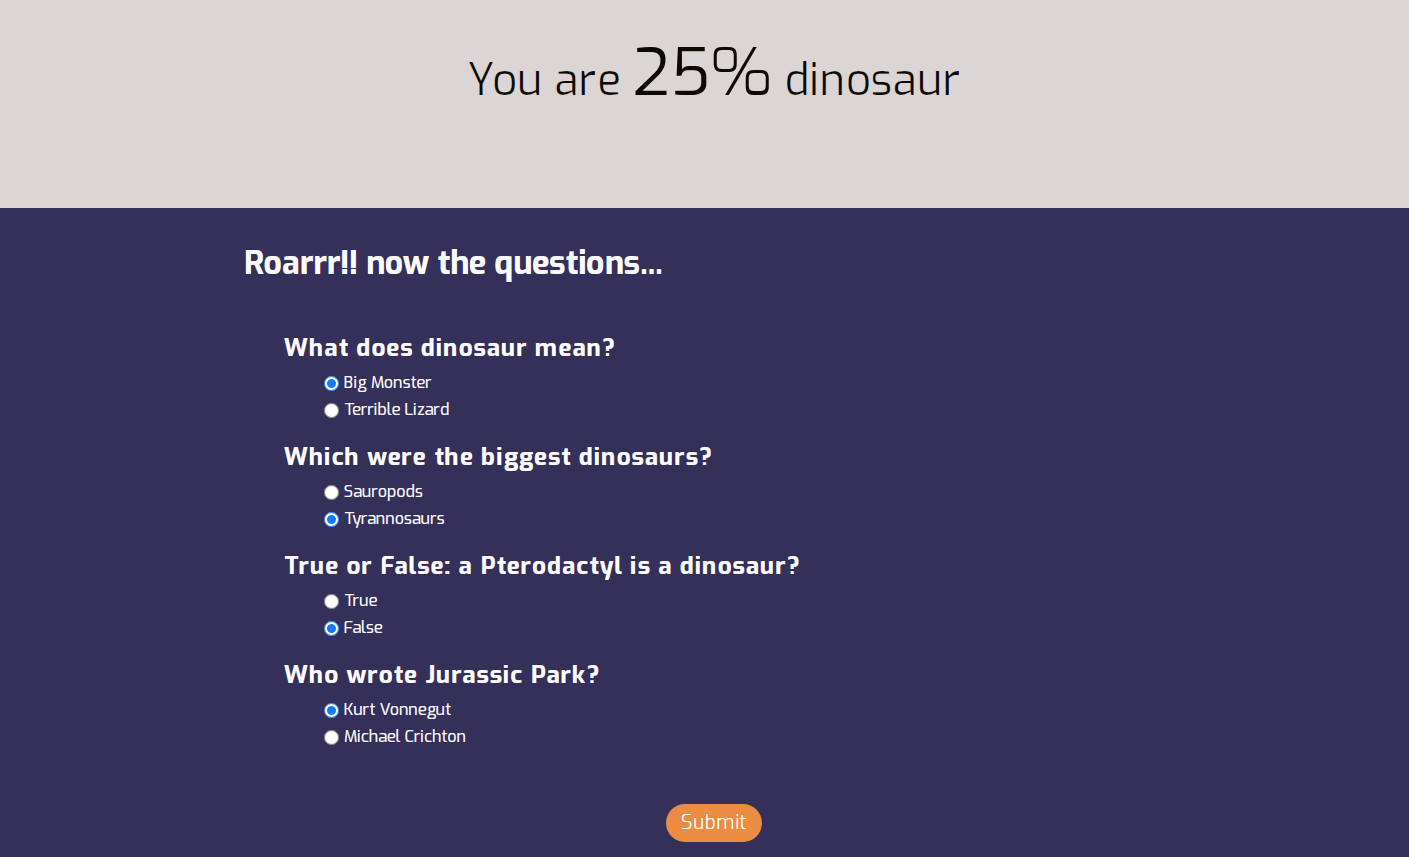 You are 25% dinosaur
Roarrr!! now the questions...
What does dinosaur mean?
Big Monster
Terrible Lizard
Which were the biggest dinosaurs?
Sauropods
Tyrannosaurs
True or False: a Pterodactyl is a dinosaur?
True
False
Who wrote Jurassic Park?
Kurt Vonnegut
Michael Crichton
Submit